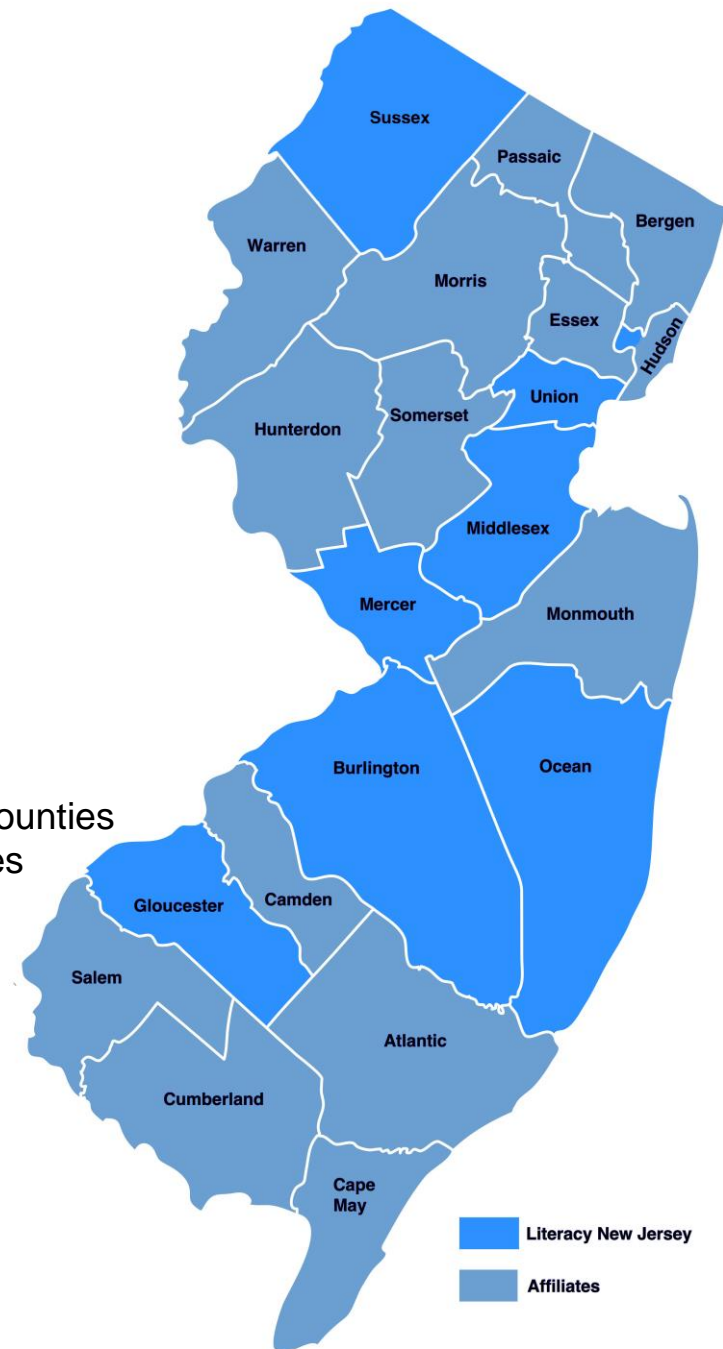 Sussex
Passaic
Bergen
Warren
Morris
Essex
Hudson
Union
Somerset
Hunterdon
Middlesex
Mercer
Monmouth
Burlington
Ocean
ounties
es
Camden
Gloucester
Salem
Atlantic
Cumberland
Cape
May
Literacy New Jersey
Affiliates